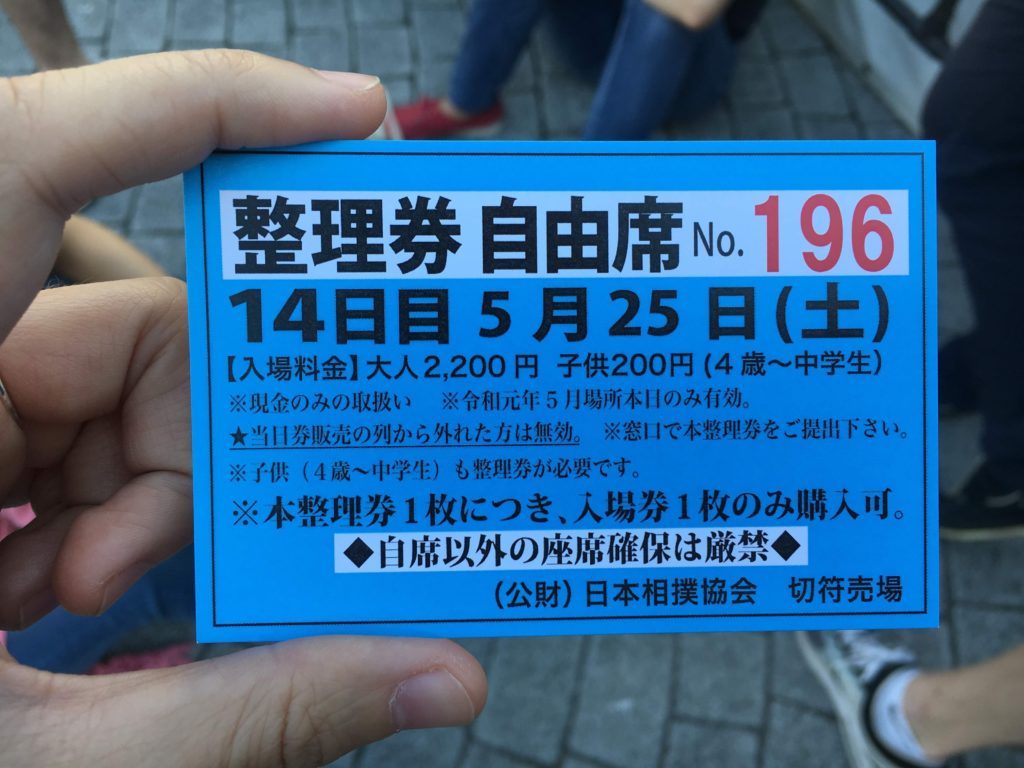 整理券 自由席 No. 196
14日目 5月25日(土)
【入場料金】大人2,200円 子供200円(4歳～中学生)
※現金のみの取扱い ※令和元年5月場所本日のみ有効。
★当日券販売の列から外れた方は無効。 ※窓口で本整理券をご提出下さい。
※子供(4歳～中学生)も整理券が必要です。
※本整理券1枚につき、入場券1枚のみ購入可。
◆自席以外の座席確保は厳禁◆
(公財)日本相撲協会 切符売場